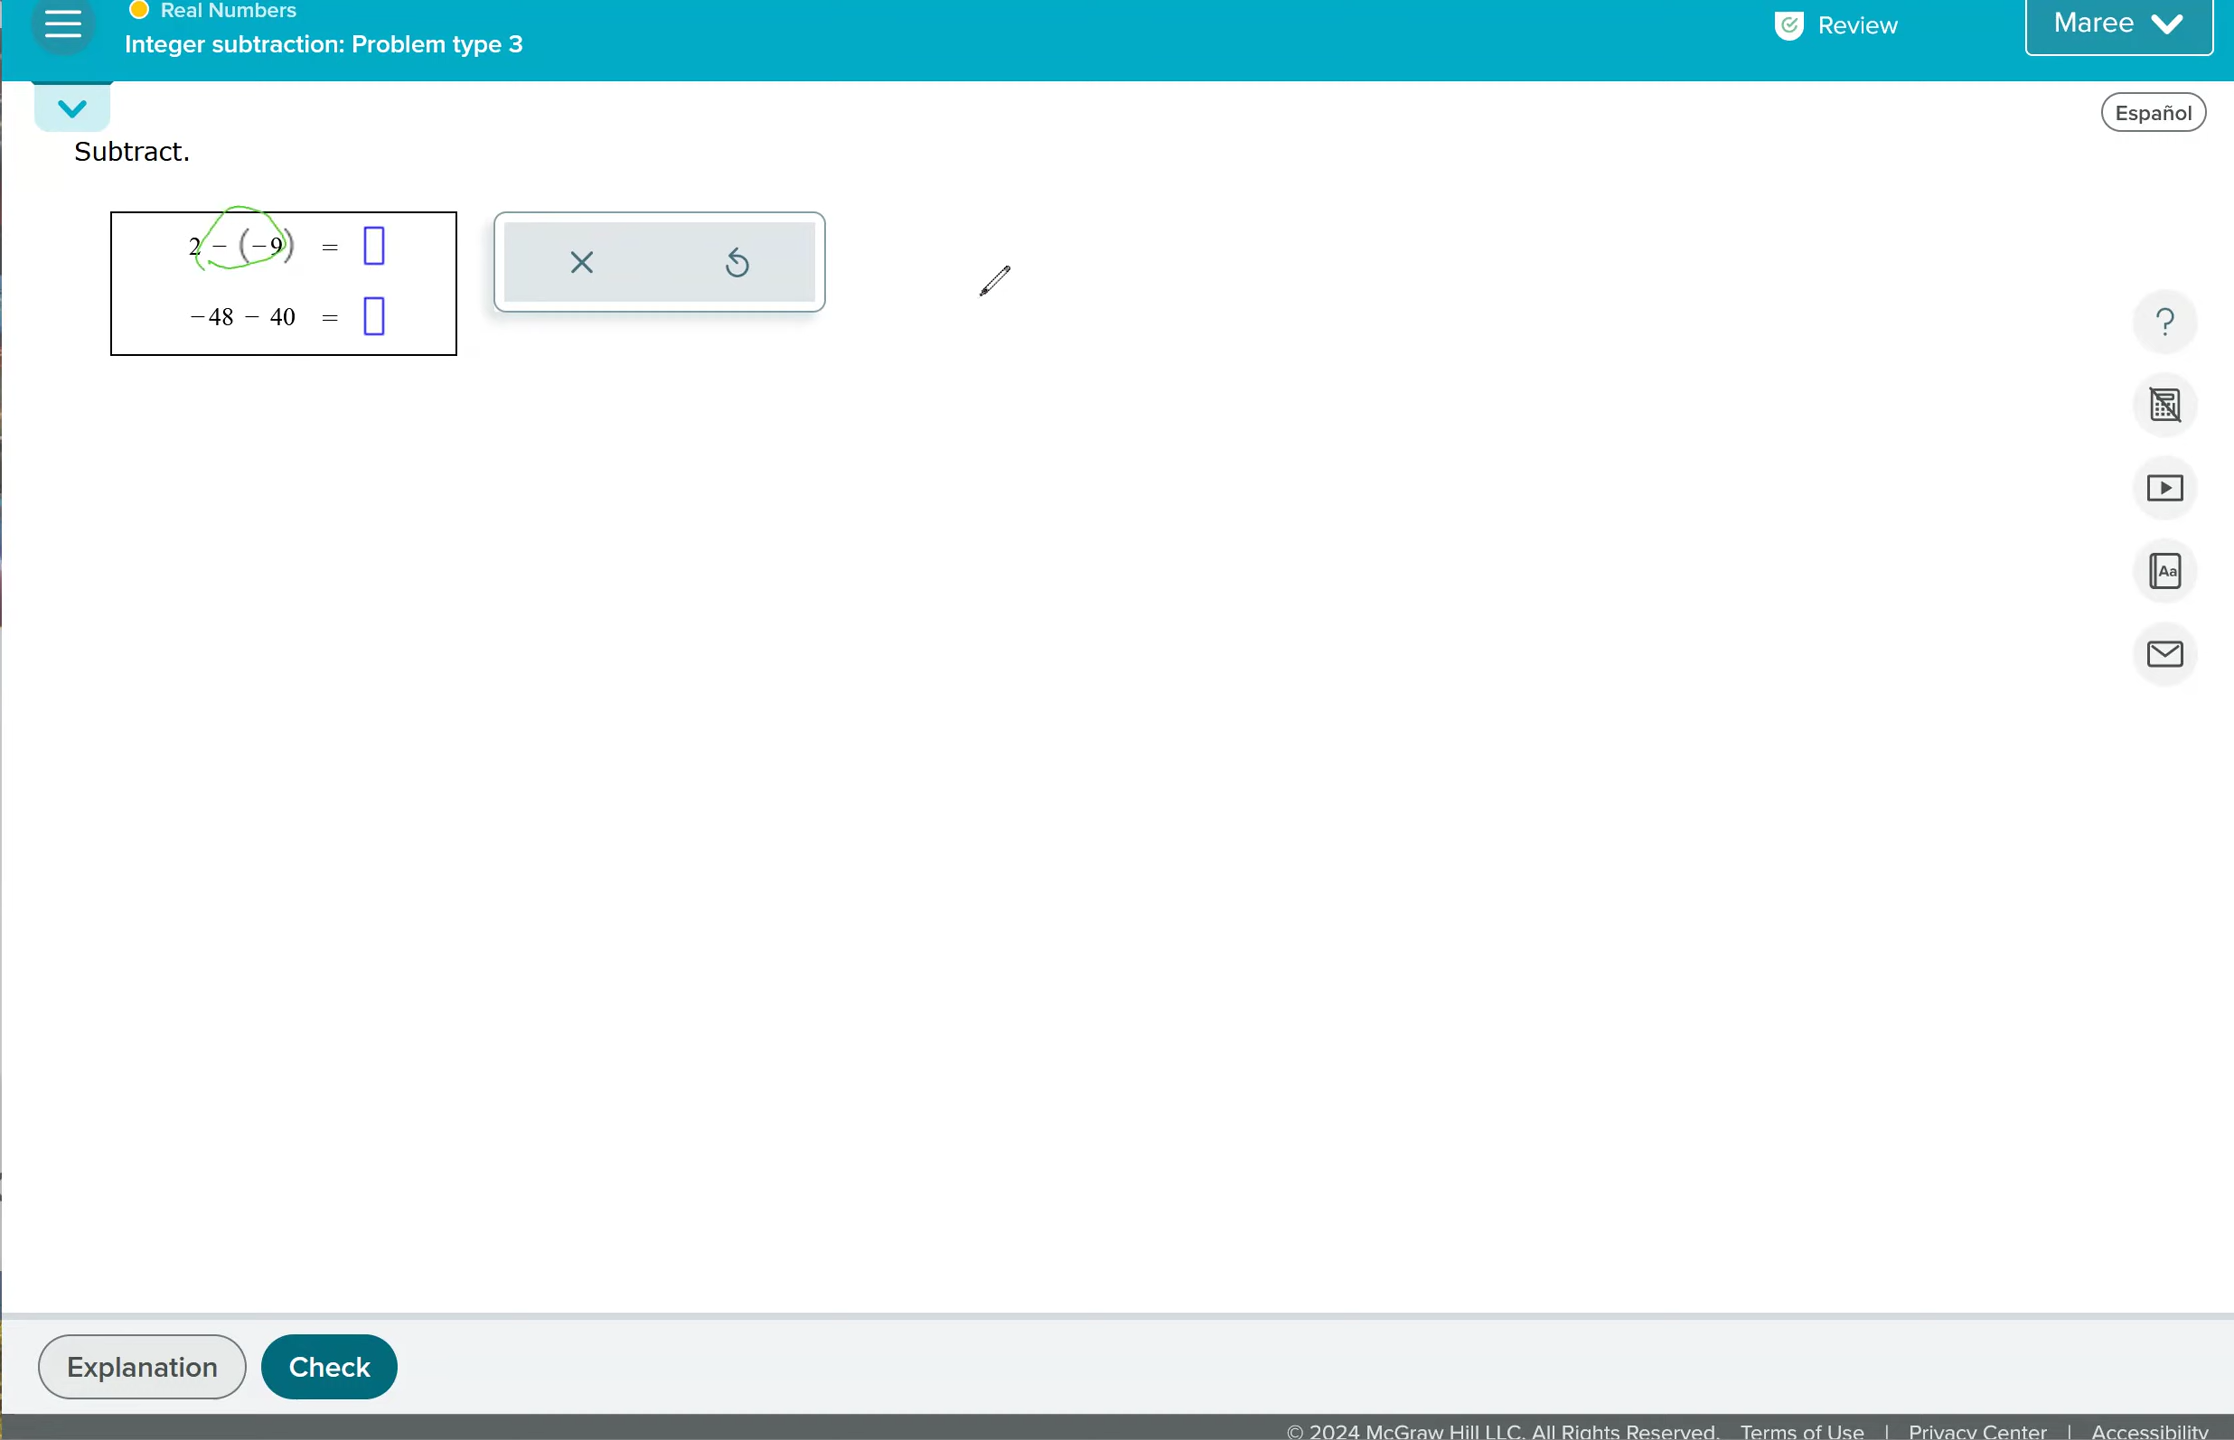 Real Numbers
Integer subtraction: Problem type 3
Review
Maree
Español
Subtract.
2 − (−9) =
−48 − 40 =
?
Aa
Explanation
Check
© 2024 McGraw Hill LLC. All Rights Reserved. Terms of Use | Privacy Center | Accessibility